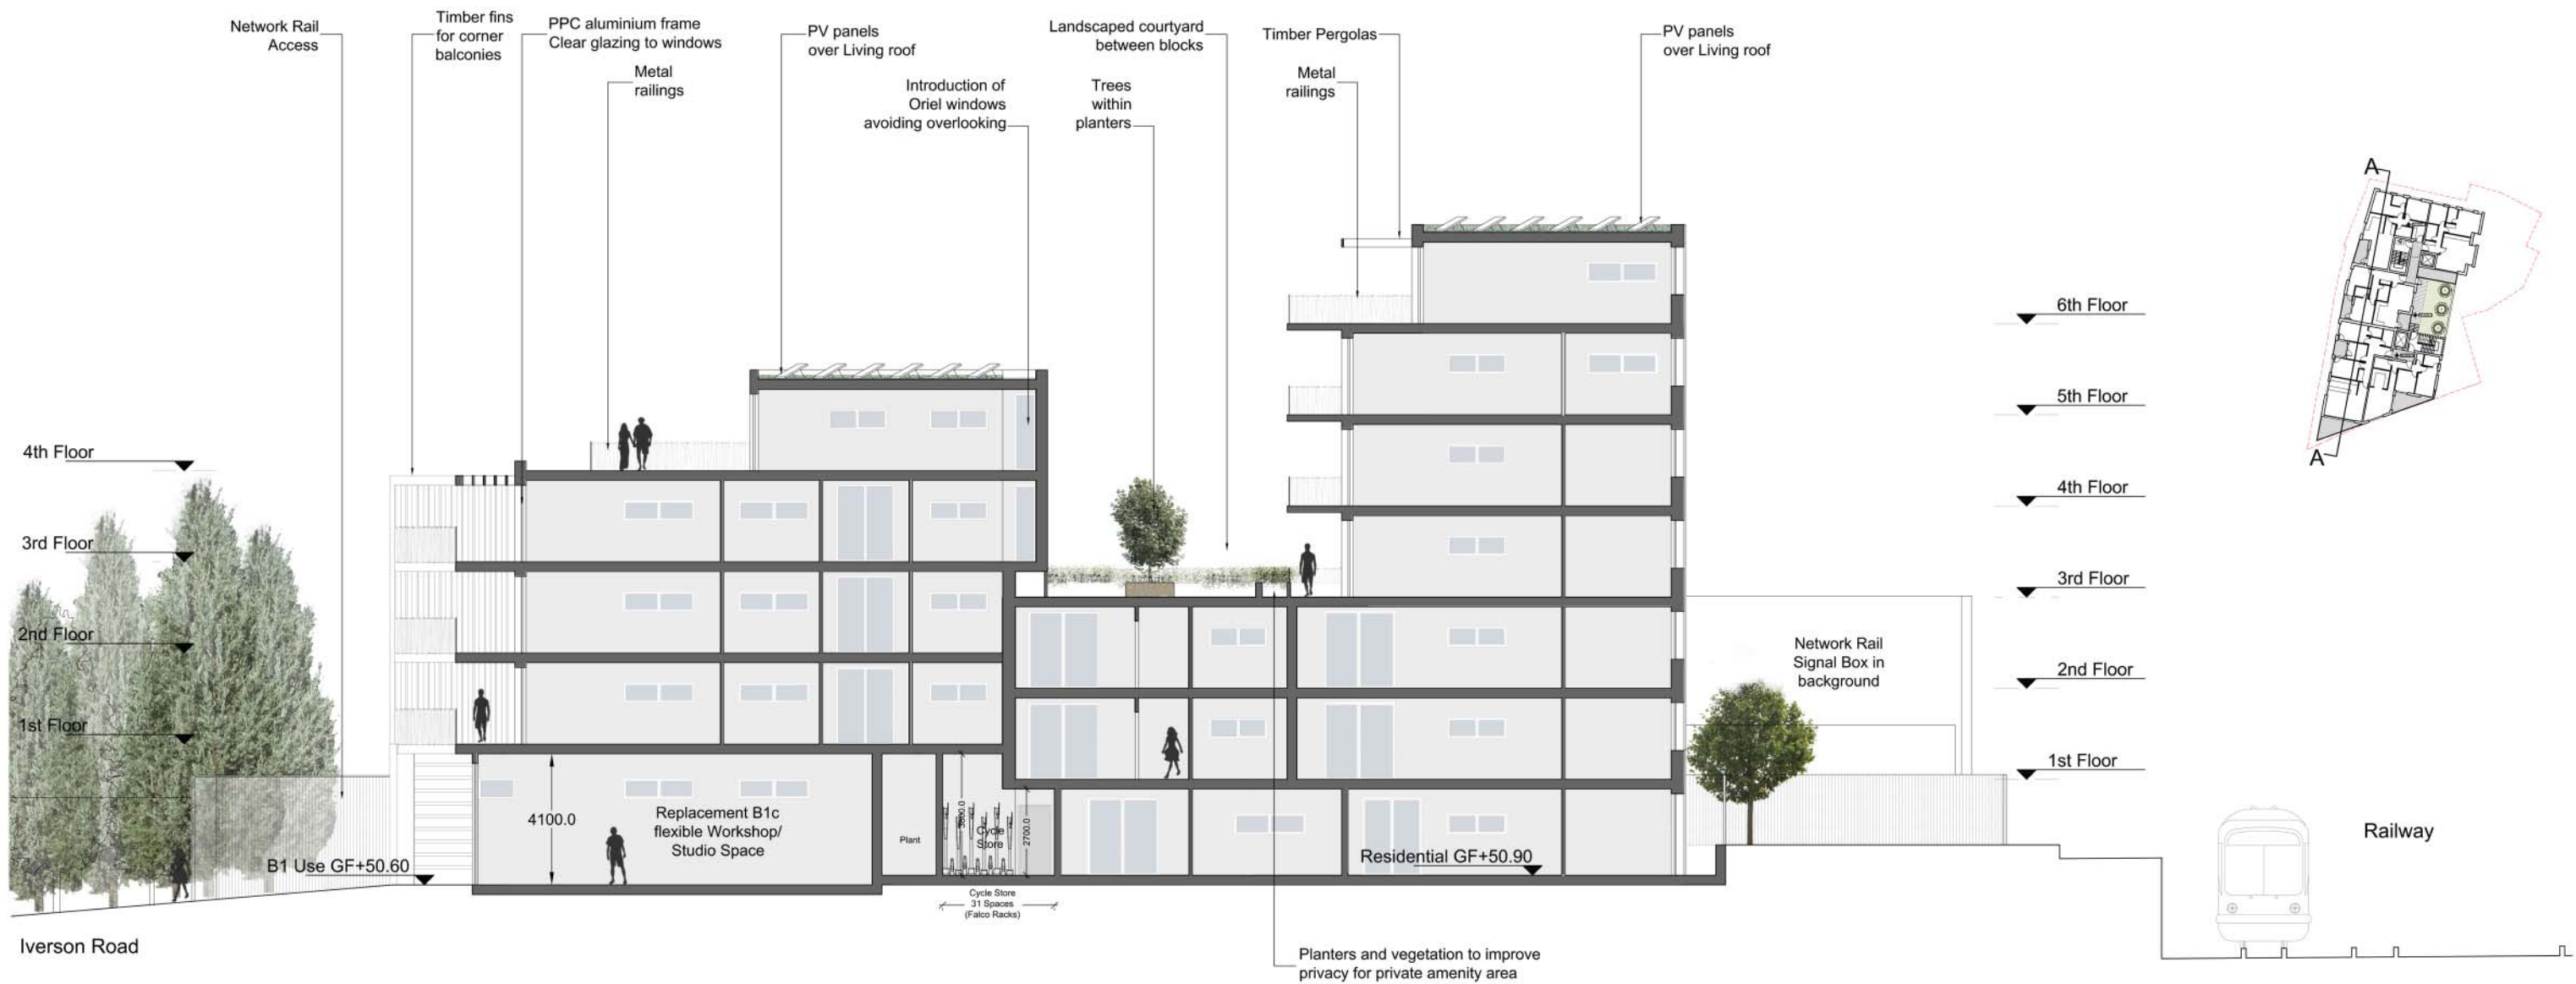 Network Rail
Access
Timber fins
for corner
balconies
PPC aluminium frame
Clear glazing to windows
Metal
railings
PV panels
over Living roof
Introduction of
Oriel windows
avoiding overlooking
Landscaped courtyard
between blocks
Trees
within
planters
Timber Pergolas
Metal
railings
PV panels
over Living roof
A
A
4th Floor
3rd Floor
2nd Floor
1st Floor
6th Floor
5th Floor
4th Floor
3rd Floor
2nd Floor
1st Floor
Network Rail
Signal Box in
background
4100.0
Replacement B1c
flexible Workshop/
Studio Space
Plant
Cycle
Store
2700.0
B1 Use GF+50.60
Residential GF+50.90
Cycle Store
31 Spaces
(Falco Racks)
Railway
Iverson Road
Planters and vegetation to improve
privacy for private amenity area